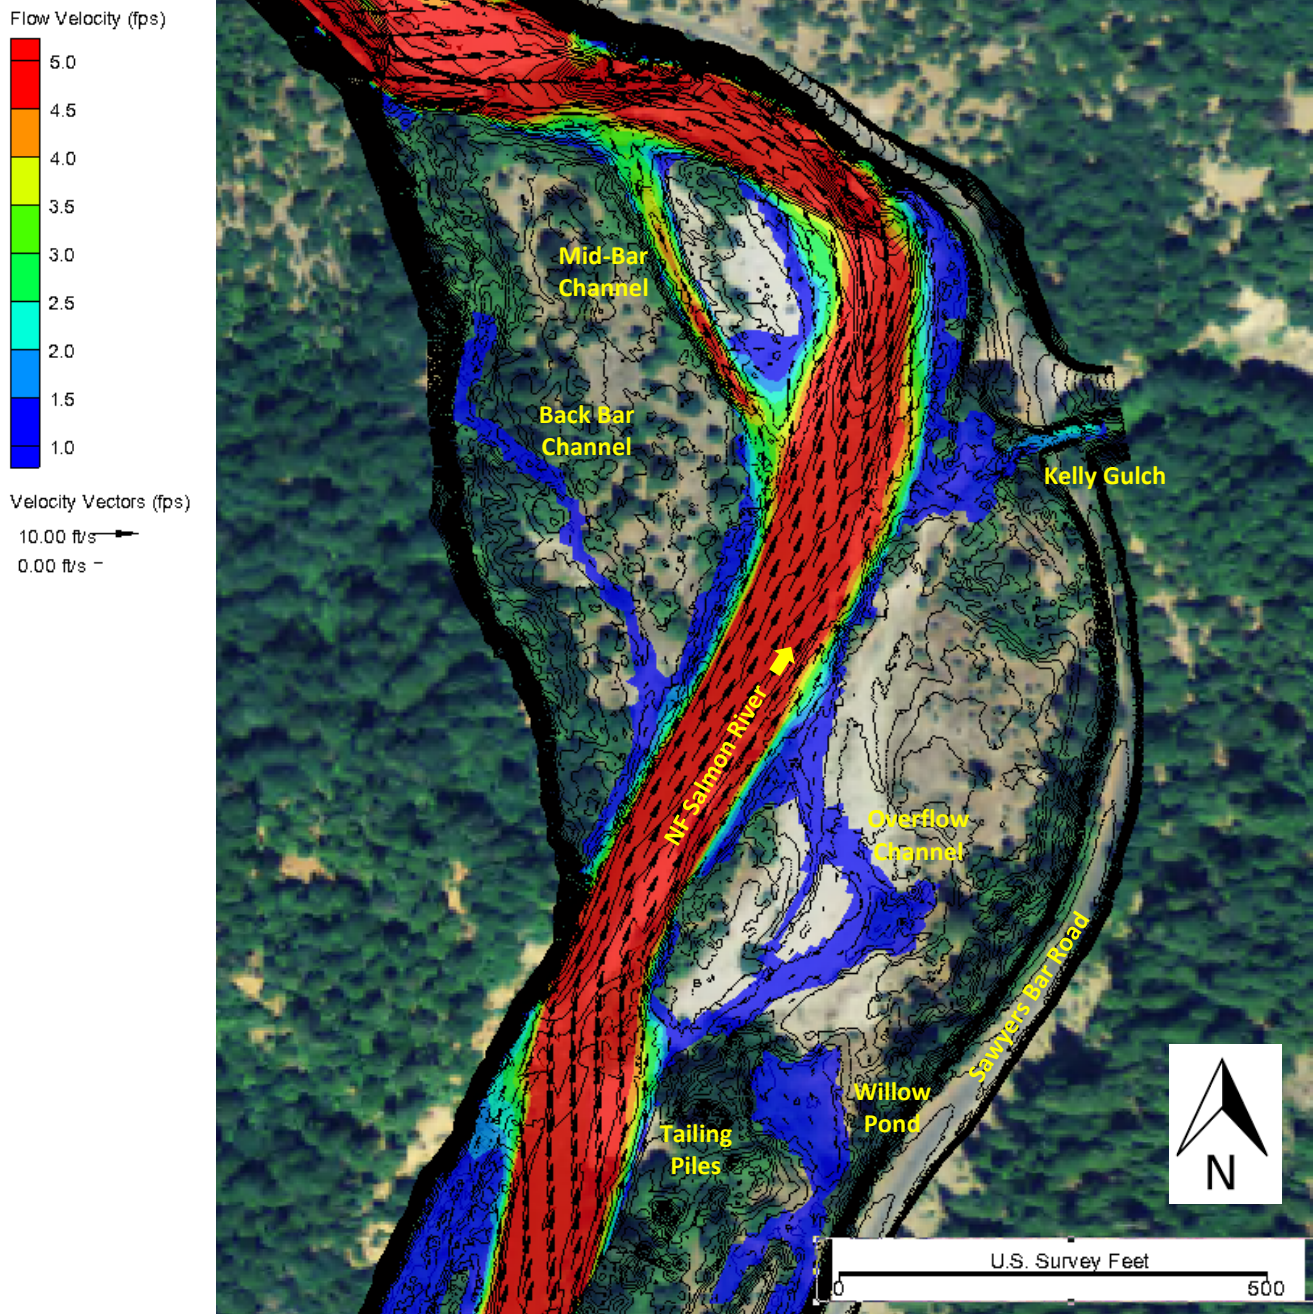 Flow Velocity (fps)
5.0
4.5
4.0
3.5
3.0
2.5
2.0
1.5
1.0
Velocity Vectors (fps)
10.00 ft/s
0.00 ft/s
Mid-Bar
Channel
Back Bar
Channel
Kelly Gulch
NF Salmon River
Overflow
Channel
Sawyers Bar Road
Willow
Pond
Tailing
Piles
N
U.S. Survey Feet
0
500